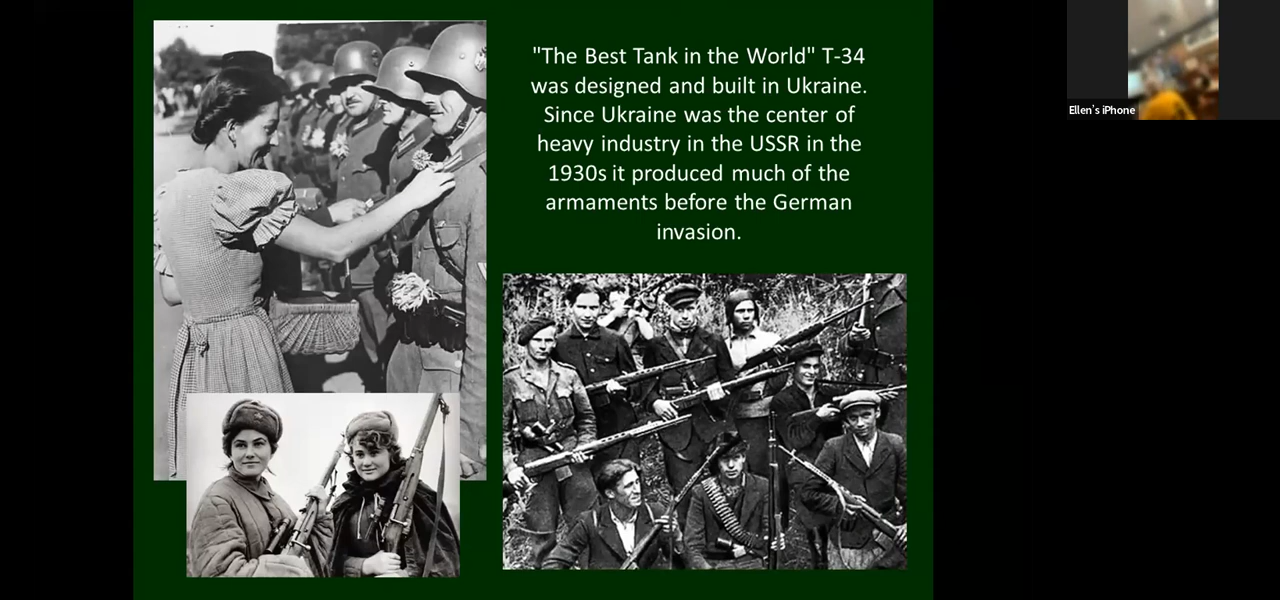 "The Best Tank in the World" T-34
was designed and built in Ukraine.
Since Ukraine was the center of
heavy industry in the USSR in the
1930s it produced much of the
armaments before the German
invasion.
Ellen's iPhone